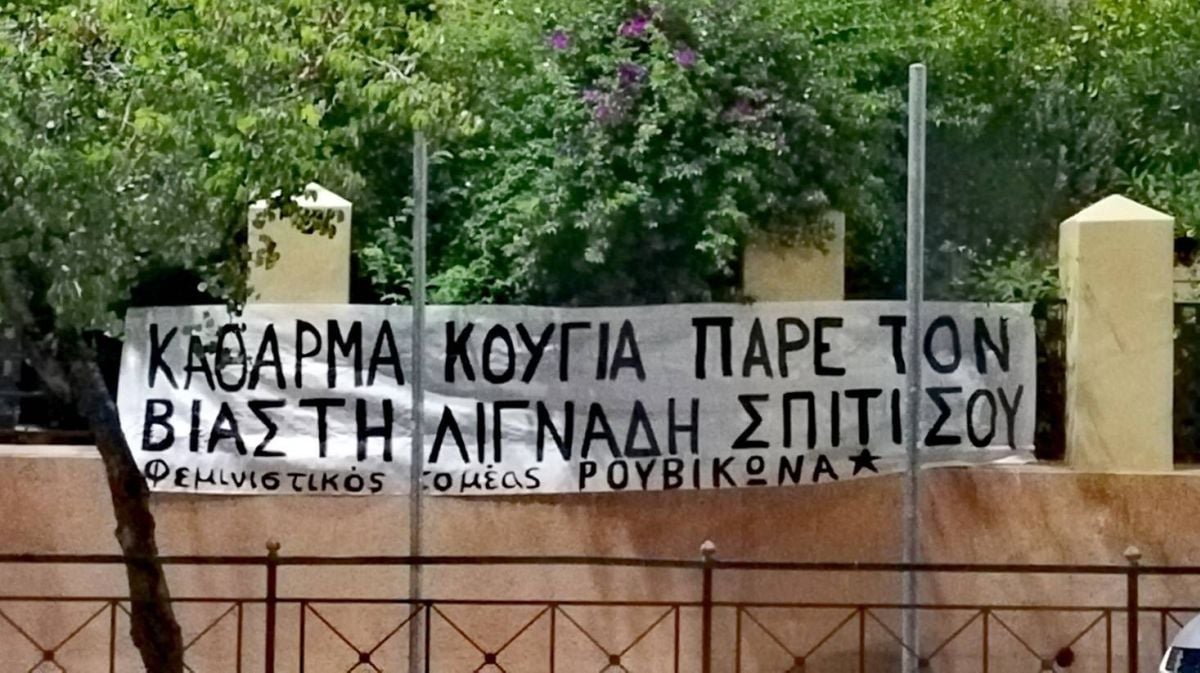 ΚΑΘΑΡΜΑ ΚΟΥΓΙΑ ΠΑΡΕ ΤΟΝ
ΒΙΑΣΤΗ ΛΙΓΝΑΔΗ ΣΠΙΤΙ ΣΟΥ
Φεμινιστικός τομέας ΡΟΥΒΙΚΩΝΑ★